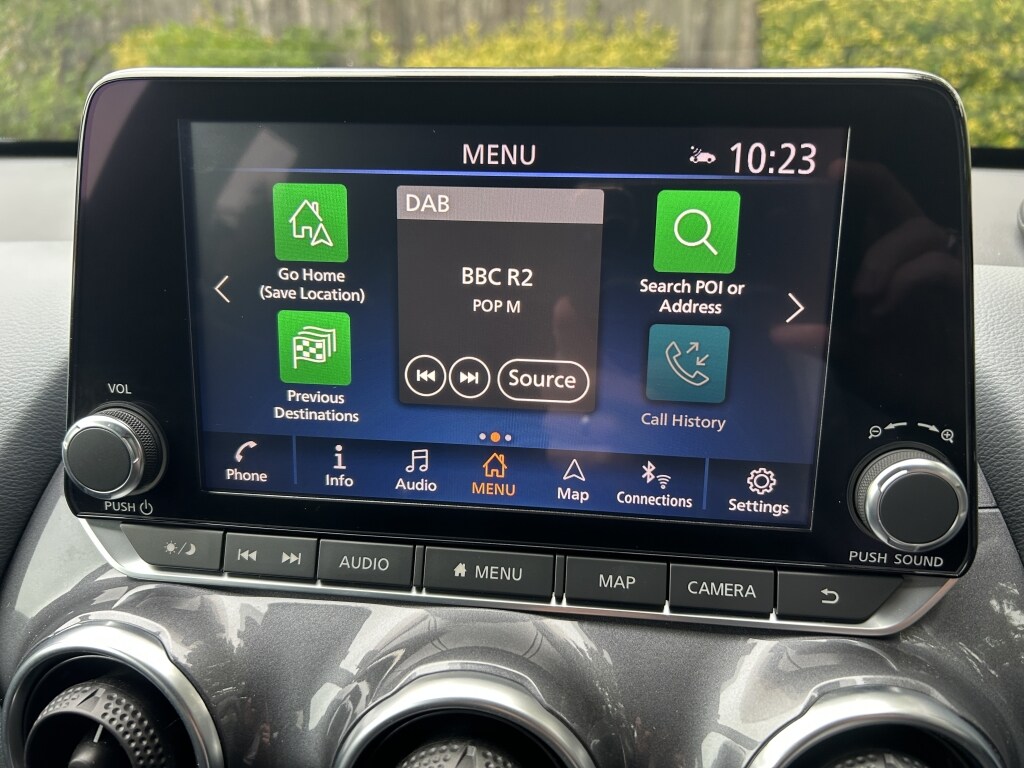 MENU
10:23
Go Home
(Save Location)
DAB
BBC R2
POP M
Source
Search POI or
Address
Previous
Destinations
Call History
Phone
Info
Audio
MENU
Map
Connections
Settings
VOL
PUSH
PUSH SOUND
AUDIO
MENU
MAP
CAMERA